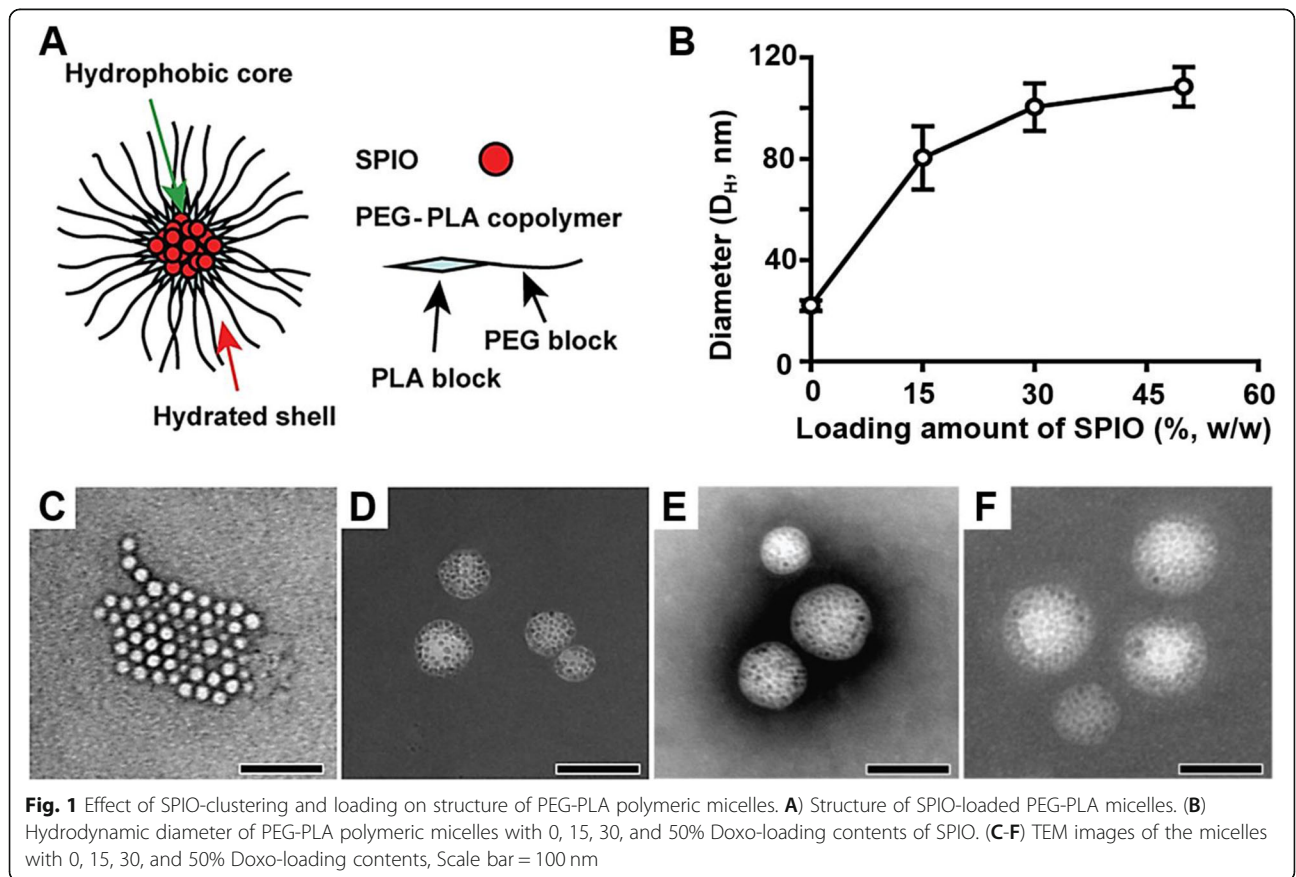 A
Hydrophobic core
SPIO
PEG-PLA copolymer
PEG block
PLA block
Hydrated shell
B
120
80
40
0
Diameter (DH, nm)
0 15 30 45 60
Loading amount of SPIO (%, w/w)
C
D
E
F
Fig. 1 Effect of SPIO-clustering and loading on structure of PEG-PLA polymeric micelles. A) Structure of SPIO-loaded PEG-PLA micelles. (B)
Hydrodynamic diameter of PEG-PLA polymeric micelles with 0, 15, 30, and 50% Doxo-loading contents of SPIO. (C-F) TEM images of the micelles
with 0, 15, 30, and 50% Doxo-loading contents, Scale bar = 100 nm